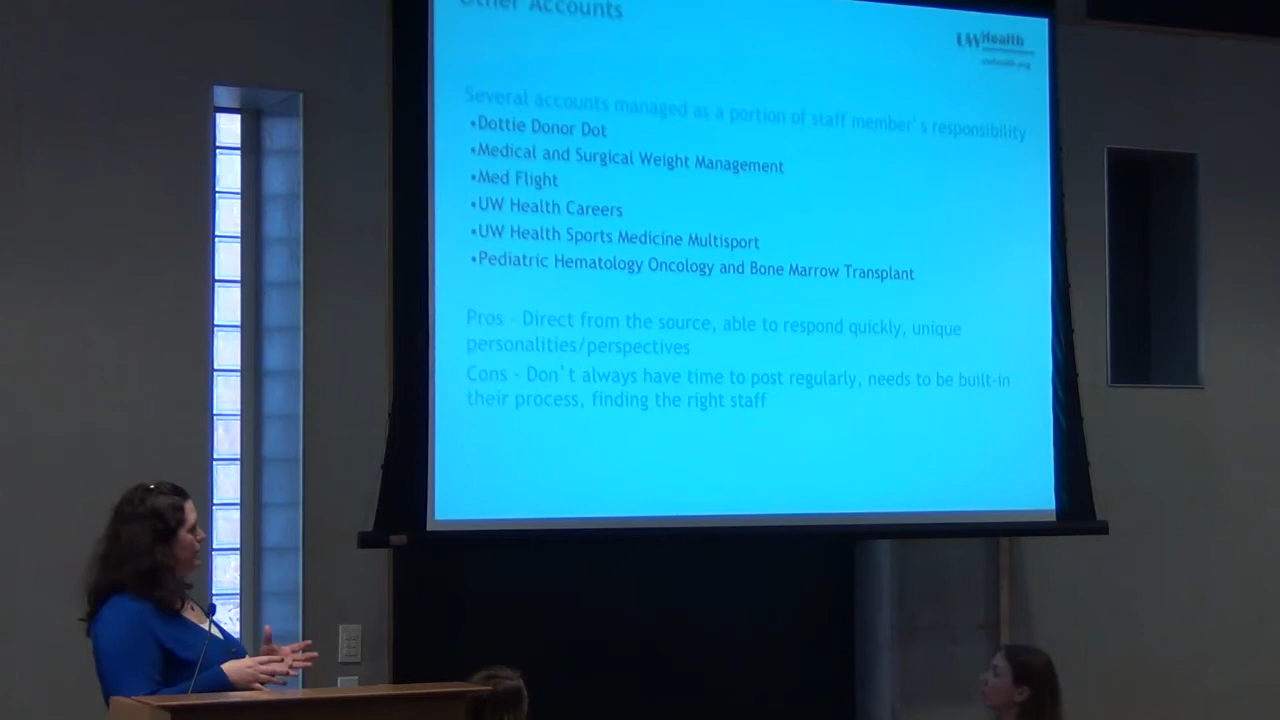 Other Accounts
UWHealth
uwhealth.org
Several accounts managed as a portion of staff member's responsibility
•Dottie Donor Dot
•Medical and Surgical Weight Management
•Med Flight
•UW Health Careers
•UW Health Sports Medicine Multisport
•Pediatric Hematology Oncology and Bone Marrow Transplant
Pros - Direct from the source, able to respond quickly, unique
personalities/perspectives
Cons - Don't always have time to post regularly, needs to be built-in
their process, finding the right staff